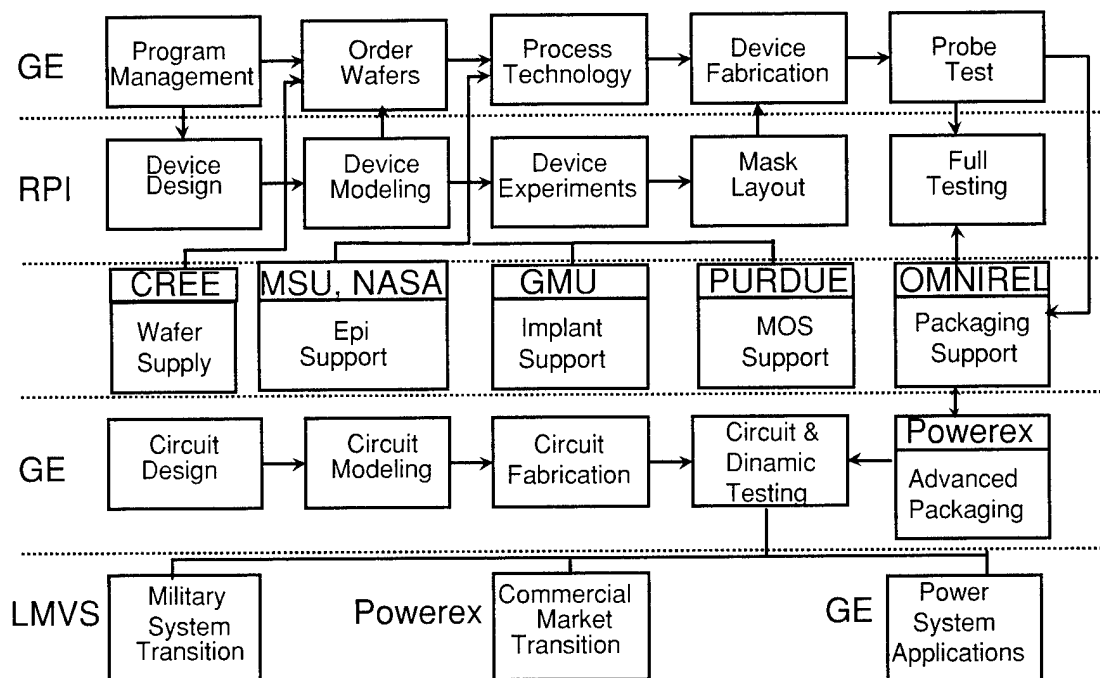 GE
Program
Management
Order
Wafers
Process
Technology
Device
Fabrication
Probe
Test
RPI
Device
Design
Device
Modeling
Device
Experiments
Mask
Layout
Full
Testing
CREE
Wafer
Supply
MSU, NASA
Epi
Support
GMU
Implant
Support
PURDUE
MOS
Support
OMNIREL
Packaging
Support
GE
Circuit
Design
Circuit
Modeling
Circuit
Fabrication
Circuit &
Dinamic
Testing
Powerex
Advanced
Packaging
LMVS
Military
System
Transition
Powerex
Commercial
Market
Transition
GE
Power
System
Applications